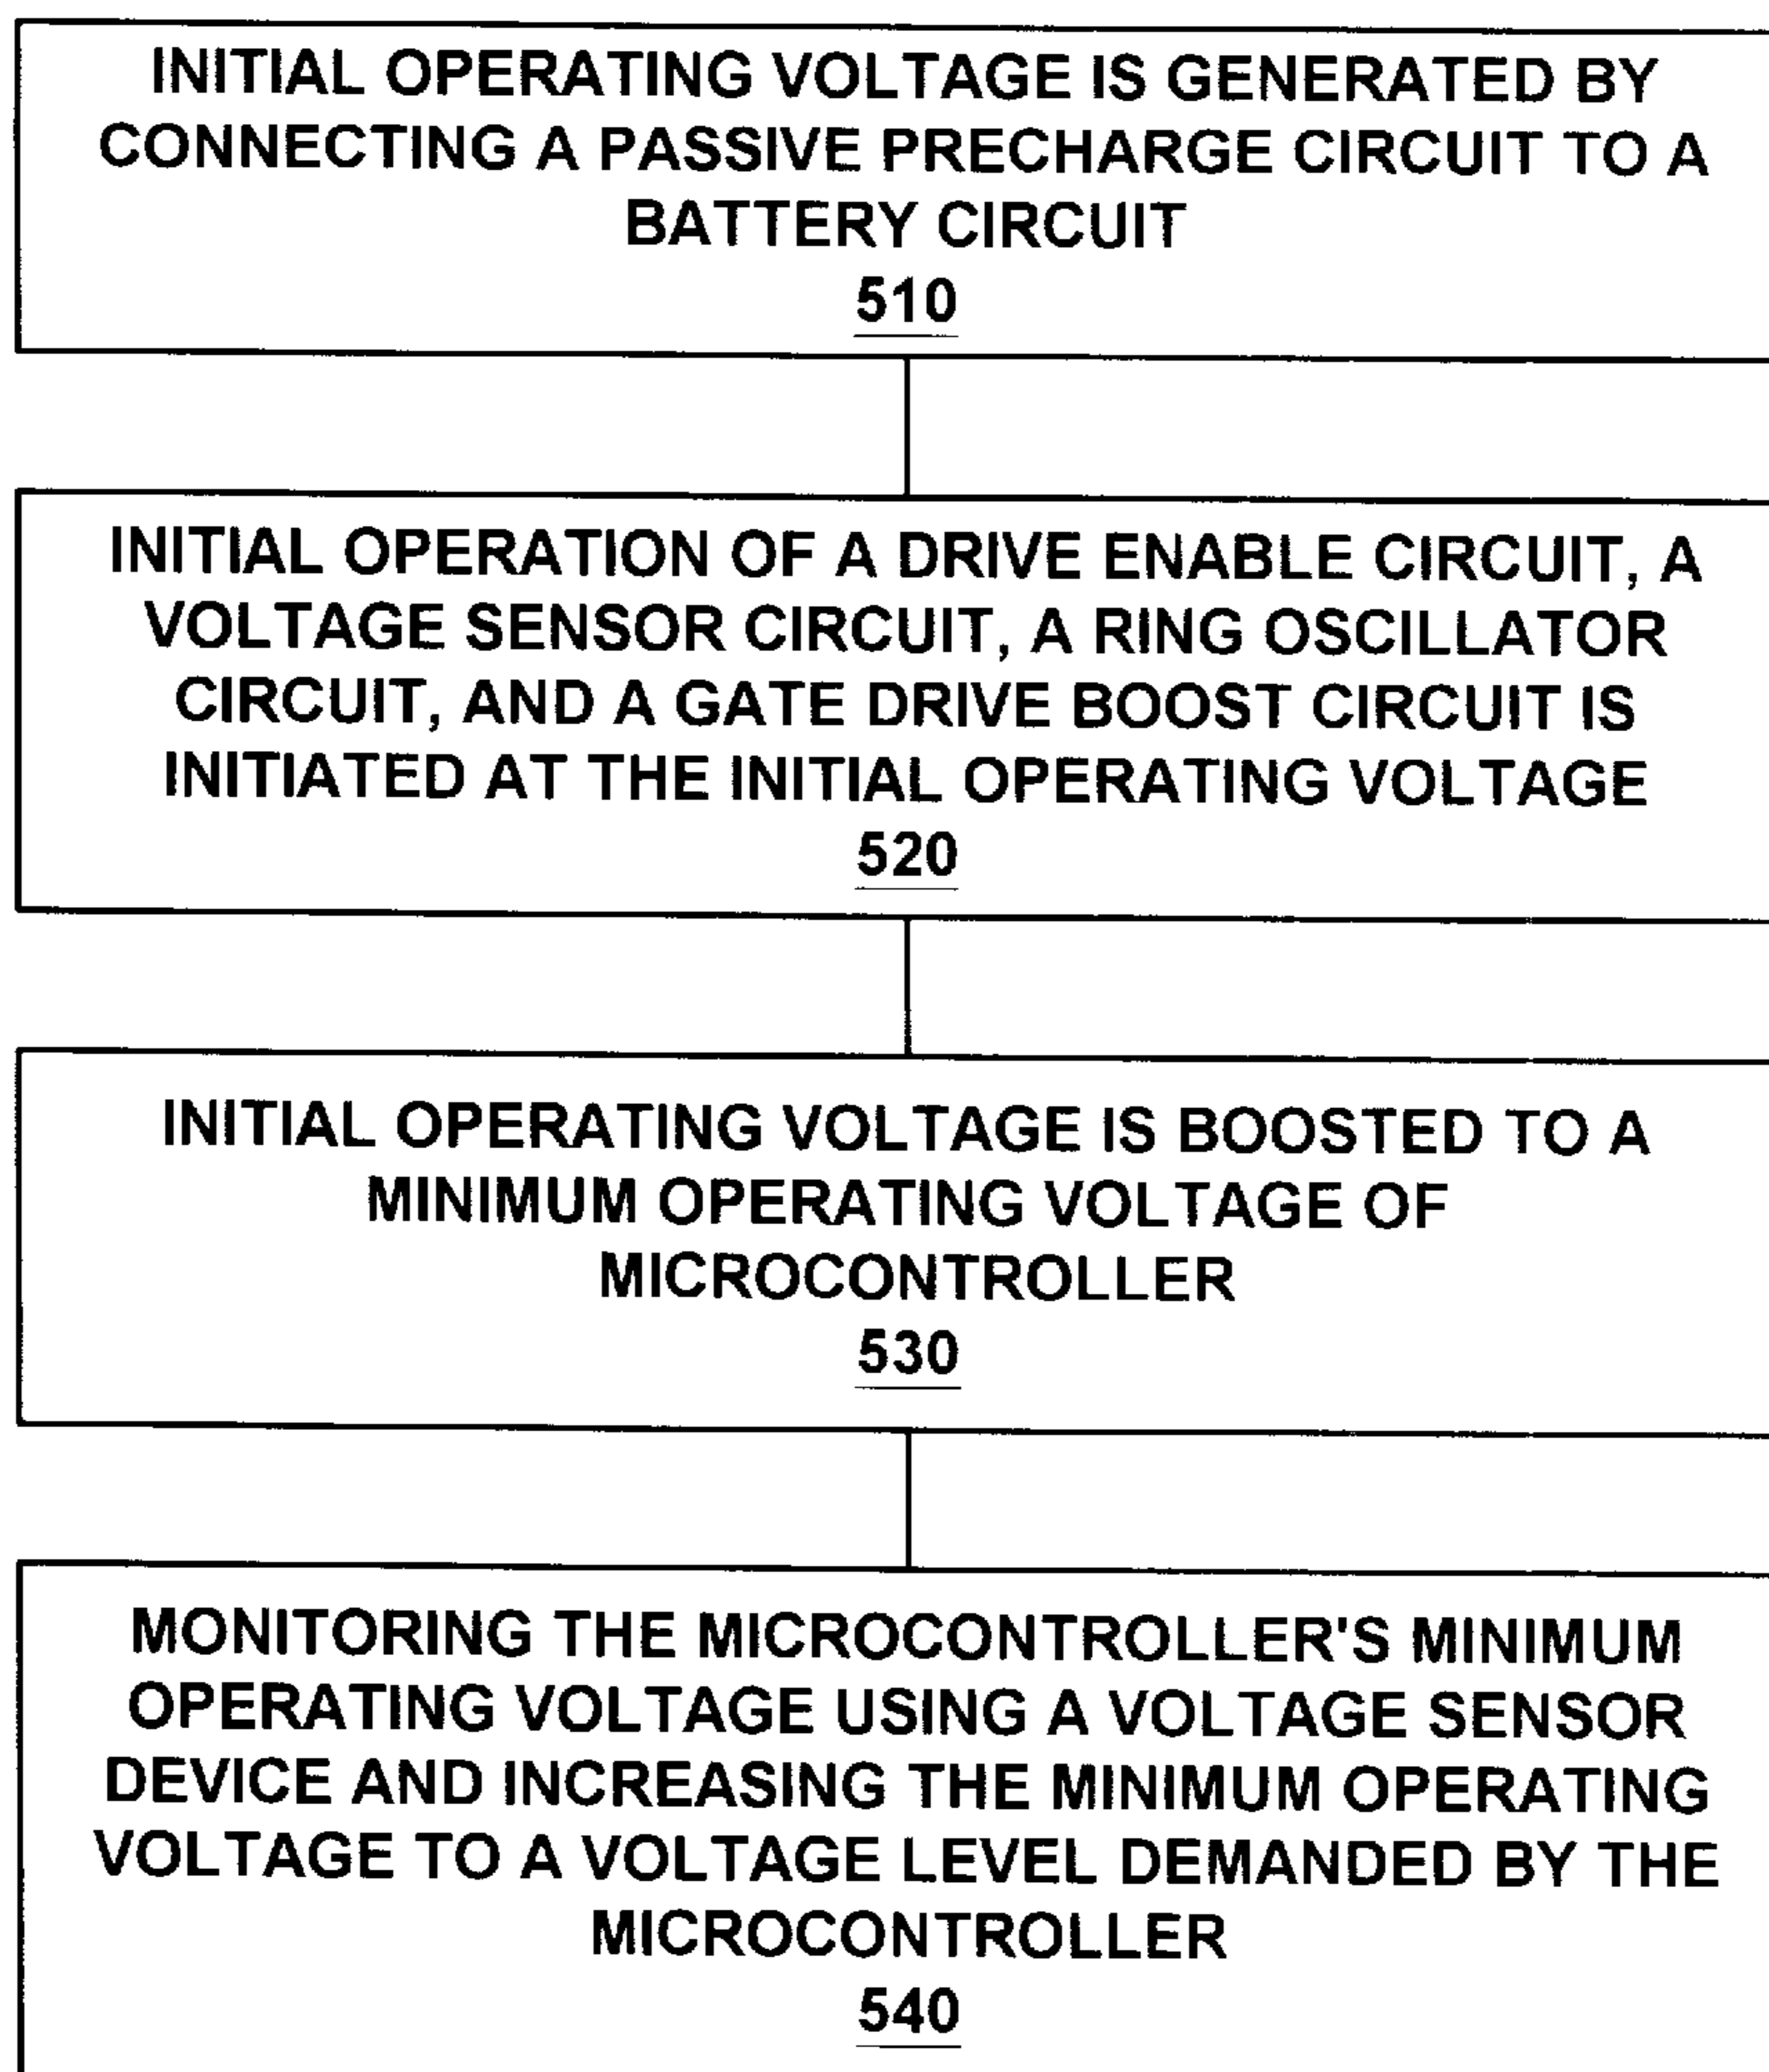 INITIAL OPERATING VOLTAGE IS GENERATED BY
CONNECTING A PASSIVE PRECHARGE CIRCUIT TO A
BATTERY CIRCUIT
510
INITIAL OPERATION OF A DRIVE ENABLE CIRCUIT, A
VOLTAGE SENSOR CIRCUIT, A RING OSCILLATOR
CIRCUIT, AND A GATE DRIVE BOOST CIRCUIT IS
INITIATED AT THE INITIAL OPERATING VOLTAGE
520
INITIAL OPERATING VOLTAGE IS BOOSTED TO A
MINIMUM OPERATING VOLTAGE OF
MICROCONTROLLER
530
MONITORING THE MICROCONTROLLER'S MINIMUM
OPERATING VOLTAGE USING A VOLTAGE SENSOR
DEVICE AND INCREASING THE MINIMUM OPERATING
VOLTAGE TO A VOLTAGE LEVEL DEMANDED BY THE
MICROCONTROLLER
540